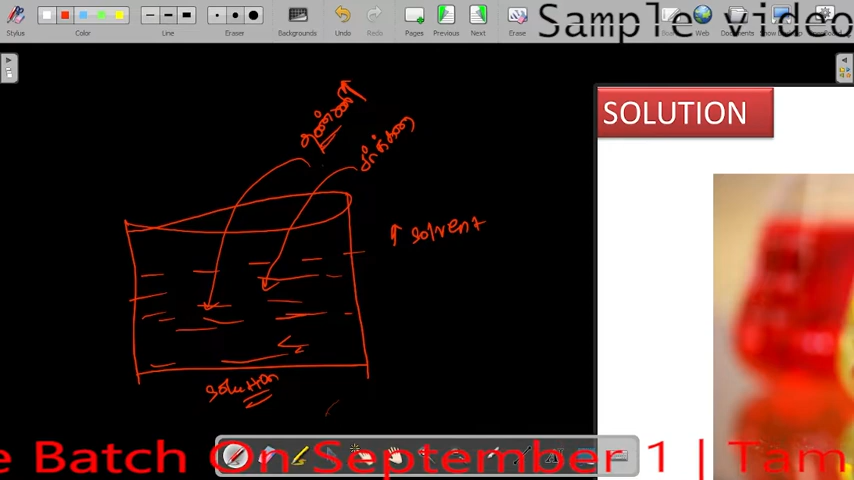 Stylus
Color
Line
Eraser
Backgrounds
Undo
Redo
Pages
Previous
Next
Erase
Web
Sample video
SOLUTION
↑ solvent
solution
e Batch On September 1 | Tam